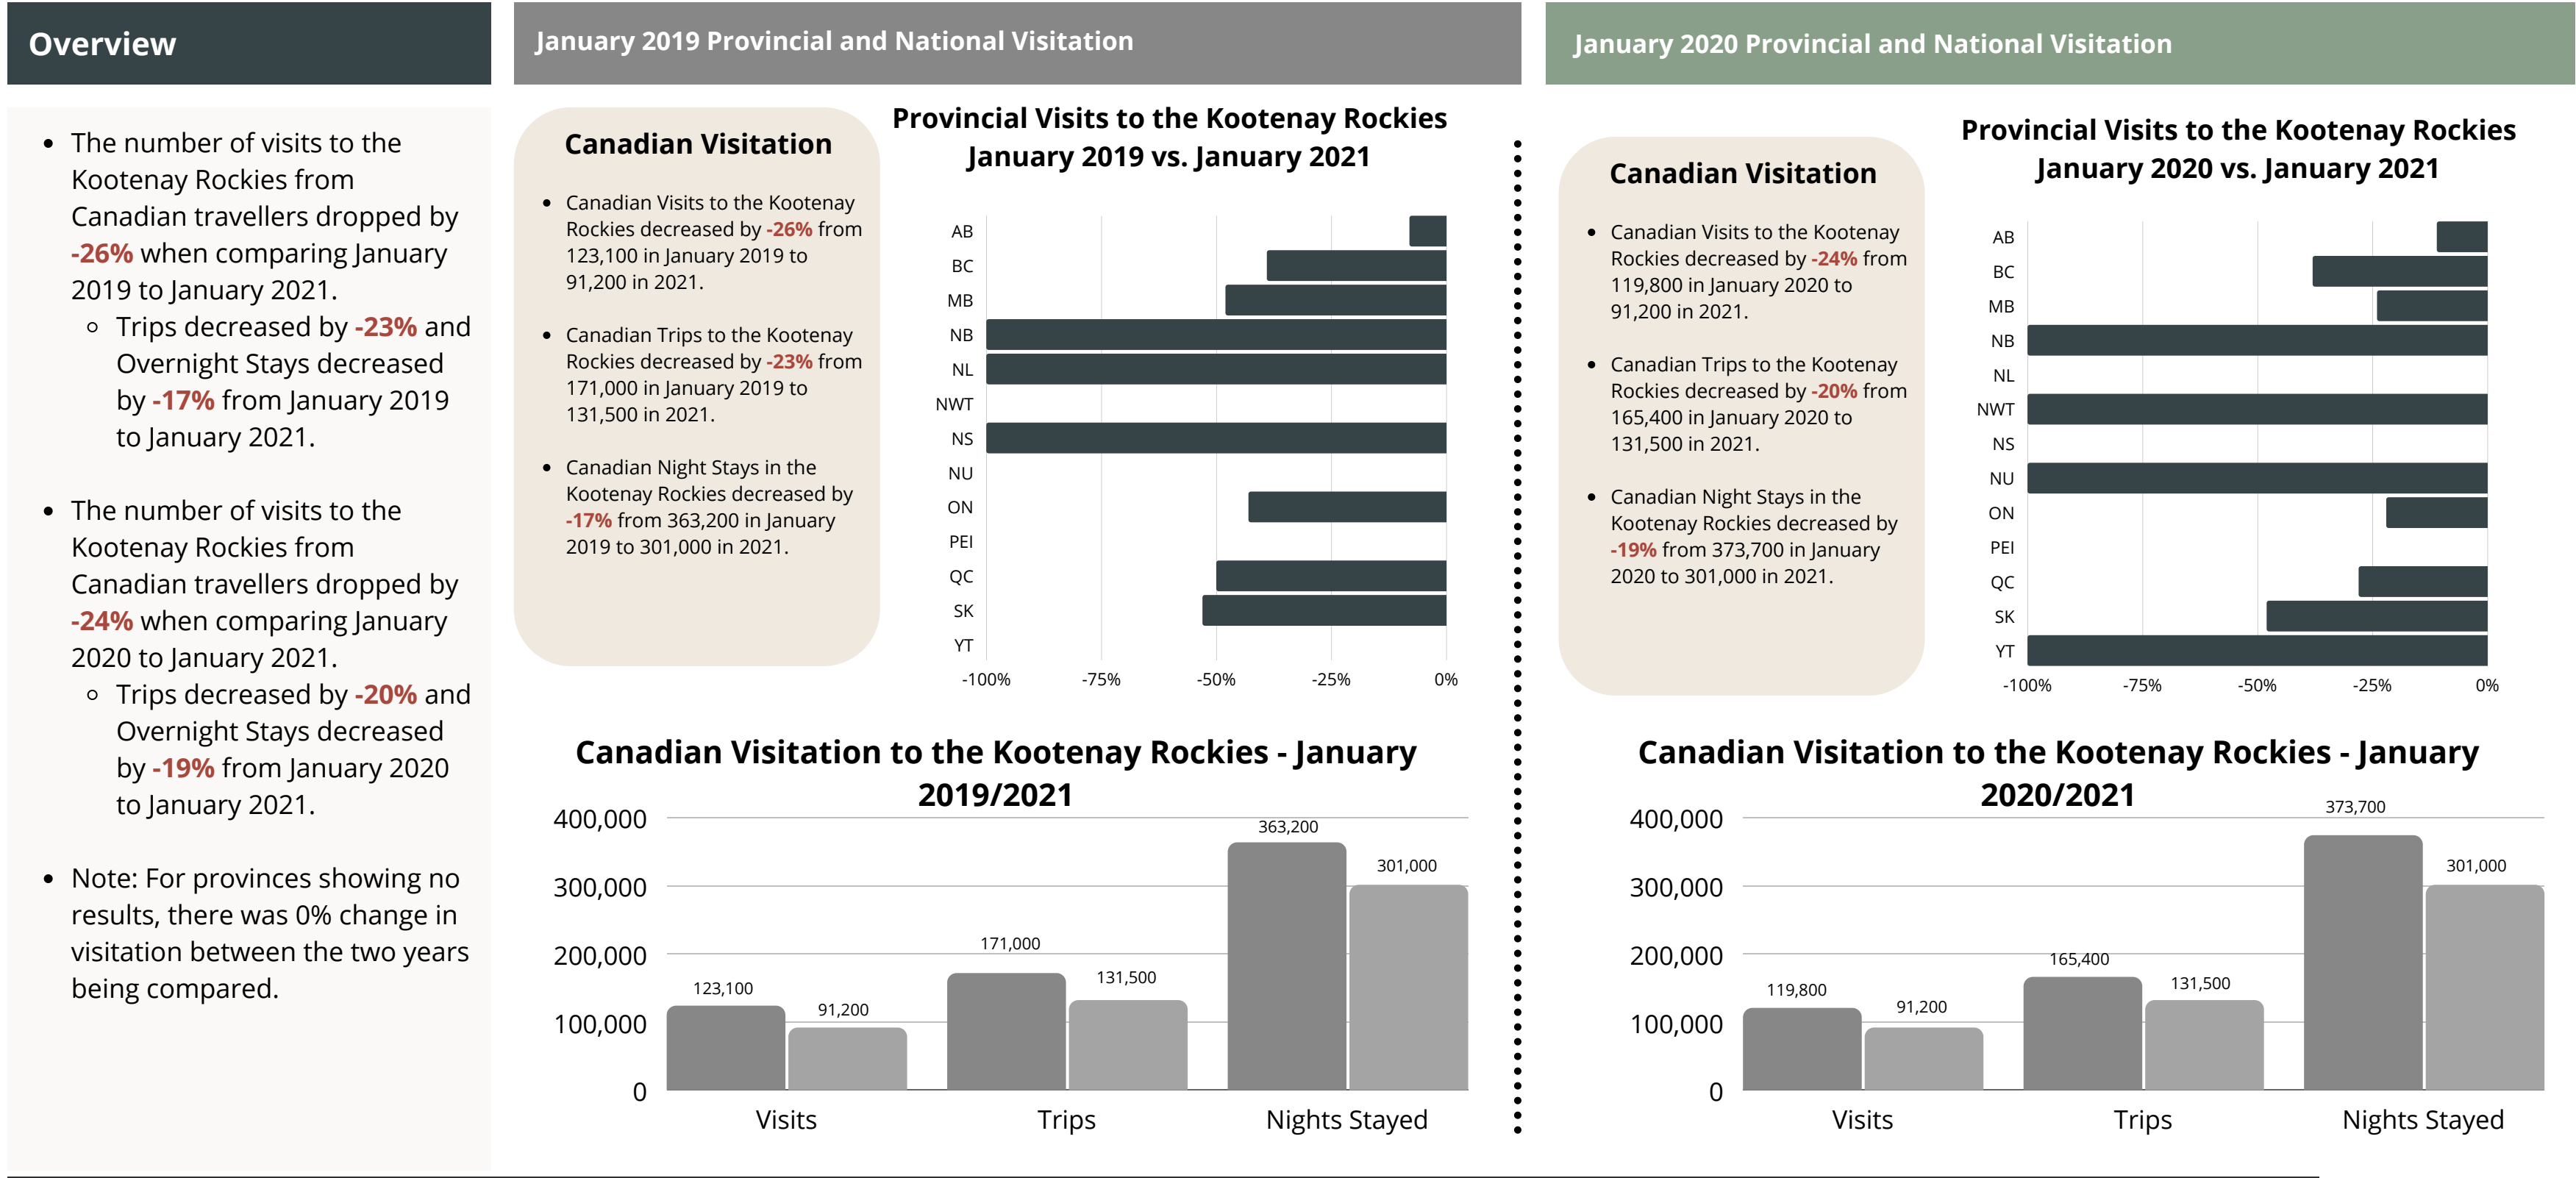 Overview
• The number of visits to the
Kootenay Rockies from
Canadian travellers dropped by
-26% when comparing January
2019 to January 2021.
◦ Trips decreased by -23% and
Overnight Stays decreased
by -17% from January 2019
to January 2021.
• The number of visits to the
Kootenay Rockies from
Canadian travellers dropped by
-24% when comparing January
2020 to January 2021.
◦ Trips decreased by -20% and
Overnight Stays decreased
by -19% from January 2020
to January 2021.
• Note: For provinces showing no
results, there was 0% change in
visitation between the two years
being compared.
January 2019 Provincial and National Visitation
Canadian Visitation
• Canadian Visits to the Kootenay
Rockies decreased by -26% from
123,100 in January 2019 to
91,200 in 2021.
• Canadian Trips to the Kootenay
Rockies decreased by -23% from
171,000 in January 2019 to
131,500 in 2021.
• Canadian Night Stays in the
Kootenay Rockies decreased by
-17% from 363,200 in January
2019 to 301,000 in 2021.
Provincial Visits to the Kootenay Rockies
January 2019 vs. January 2021
AB
BC
MB
NB
NL
NWT
NS
NU
ON
PEI
QC
SK
YT
-100% -75% -50% -25% 0%
Canadian Visitation to the Kootenay Rockies - January
2019/2021
400,000
300,000
200,000
100,000
0
123,100
91,200
171,000
131,500
363,200
301,000
Visits Trips Nights Stayed
January 2020 Provincial and National Visitation
Canadian Visitation
• Canadian Visits to the Kootenay
Rockies decreased by -24% from
119,800 in January 2020 to
91,200 in 2021.
• Canadian Trips to the Kootenay
Rockies decreased by -20% from
165,400 in January 2020 to
131,500 in 2021.
• Canadian Night Stays in the
Kootenay Rockies decreased by
-19% from 373,700 in January
2020 to 301,000 in 2021.
Provincial Visits to the Kootenay Rockies
January 2020 vs. January 2021
AB
BC
MB
NB
NL
NWT
NS
NU
ON
PEI
QC
SK
YT
-100% -75% -50% -25% 0%
Canadian Visitation to the Kootenay Rockies - January
2020/2021
400,000
300,000
200,000
100,000
0
119,800
91,200
165,400
131,500
373,700
301,000
Visits Trips Nights Stayed